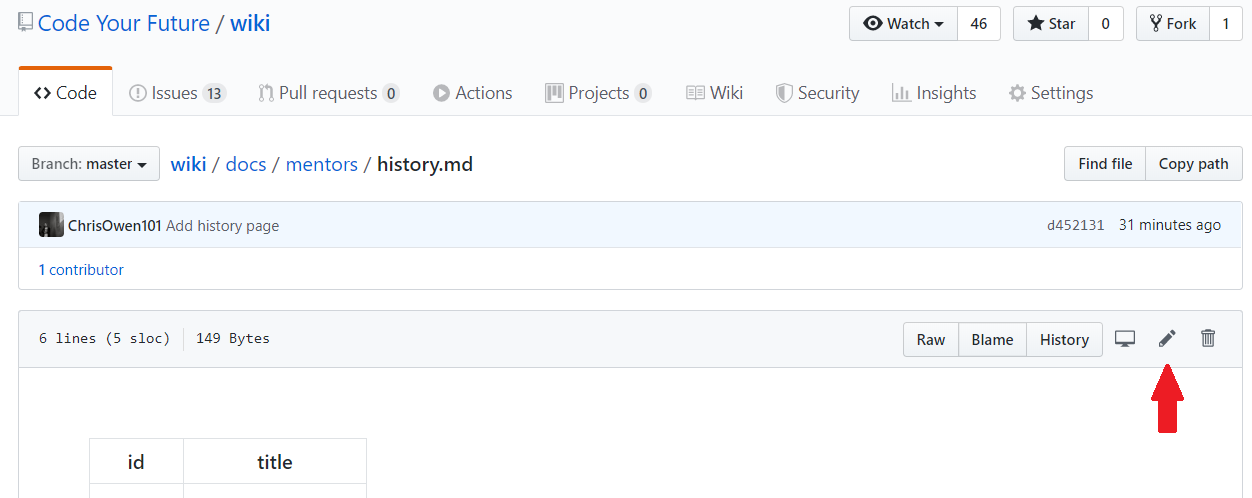 Code Your Future / wiki
Watch 46 Star 0 Fork 1
Code Issues 13 Pull requests 0 Actions Projects 0 Wiki Security Insights Settings
Branch: master wiki / docs / mentors / history.md Find file Copy path
ChrisOwen101 Add history page d452131 31 minutes ago
1 contributor
6 lines (5 sloc) 149 Bytes Raw Blame History
id title